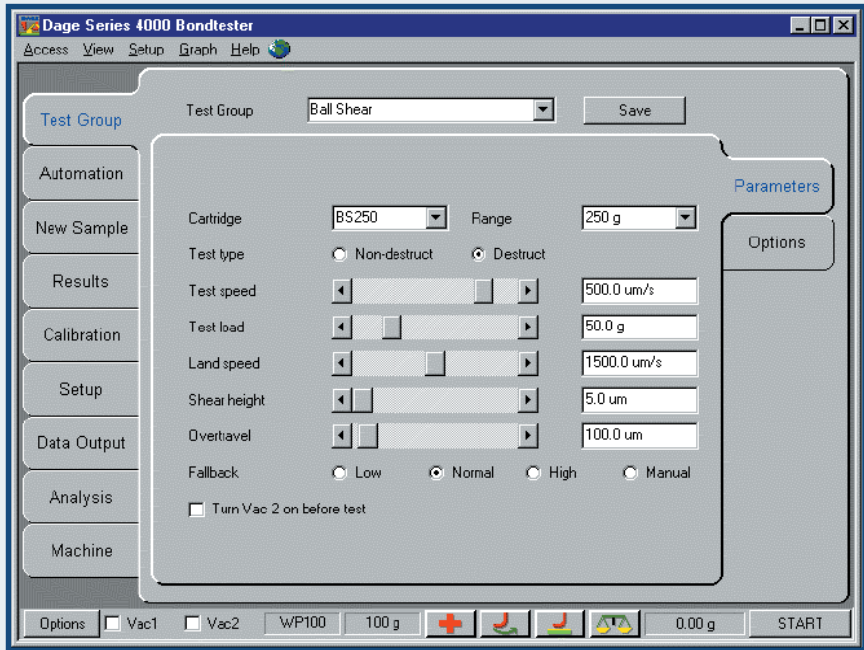 Dage Series 4000 Bondtester
Access View Setup Graph Help
Test Group
Automation
New Sample
Results
Calibration
Setup
Data Output
Analysis
Machine
Test Group Ball Shear Save
Parameters
Options
Cartridge BS250 Range 250 g
Test type Non-destruct Destruct
Test speed 500.0 um/s
Test load 50.0 g
Land speed 1500.0 um/s
Shear height 5.0 um
Overtravel 100.0 um
Fallback Low Normal High Manual
Turn Vac 2 on before test
Options Vac1 Vac2 WP100 100 g 0.00 g START